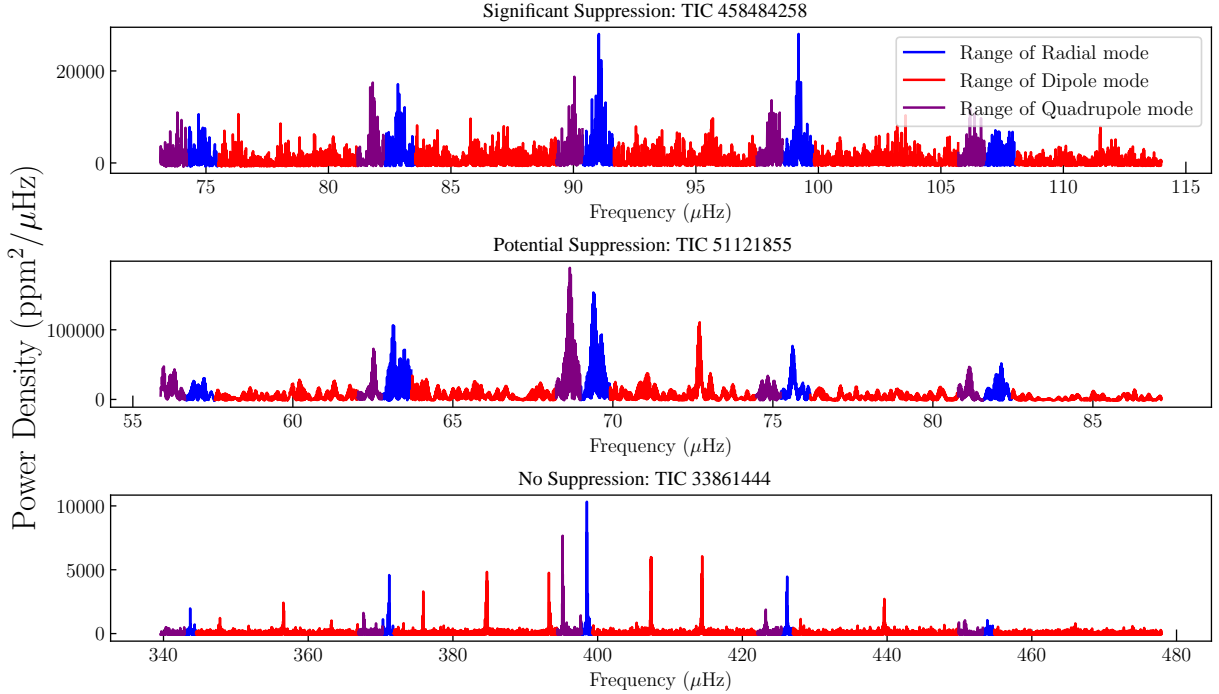 Significant Suppression: TIC 458484258
Range of Radial mode
Range of Dipole mode
Range of Quadrupole mode
20000
0
75 80 85 90 95 100 105 110 115
Frequency (μHz)
Power Density (ppm²/μHz)
Potential Suppression: TIC 51121855
100000
0
55 60 65 70 75 80 85
Frequency (μHz)
No Suppression: TIC 33861444
10000
5000
0
340 360 380 400 420 440 460 480
Frequency (μHz)